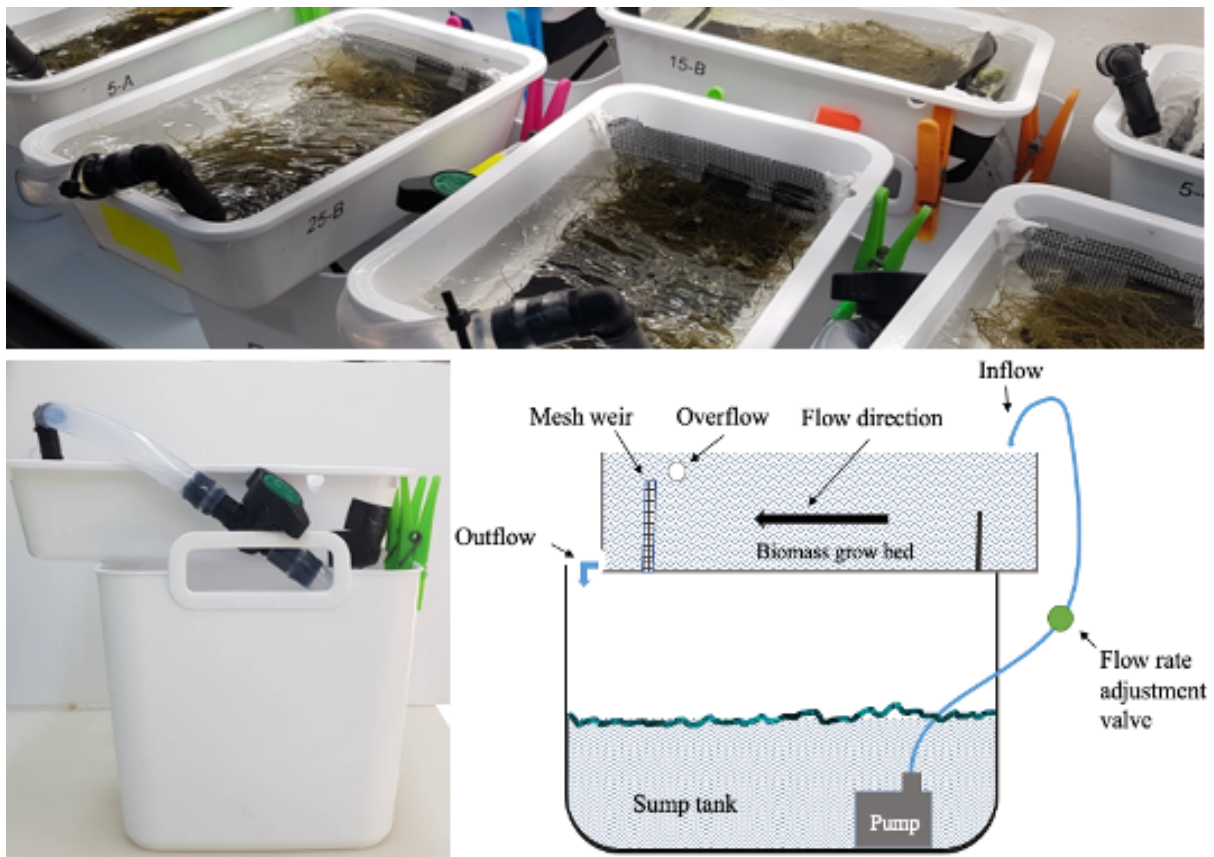 5-A
15-B
25-B
5-
Inflow
Mesh weir
Overflow
Flow direction
Outflow
Biomass grow bed
Flow rate
adjustment
valve
Sump tank
Pump